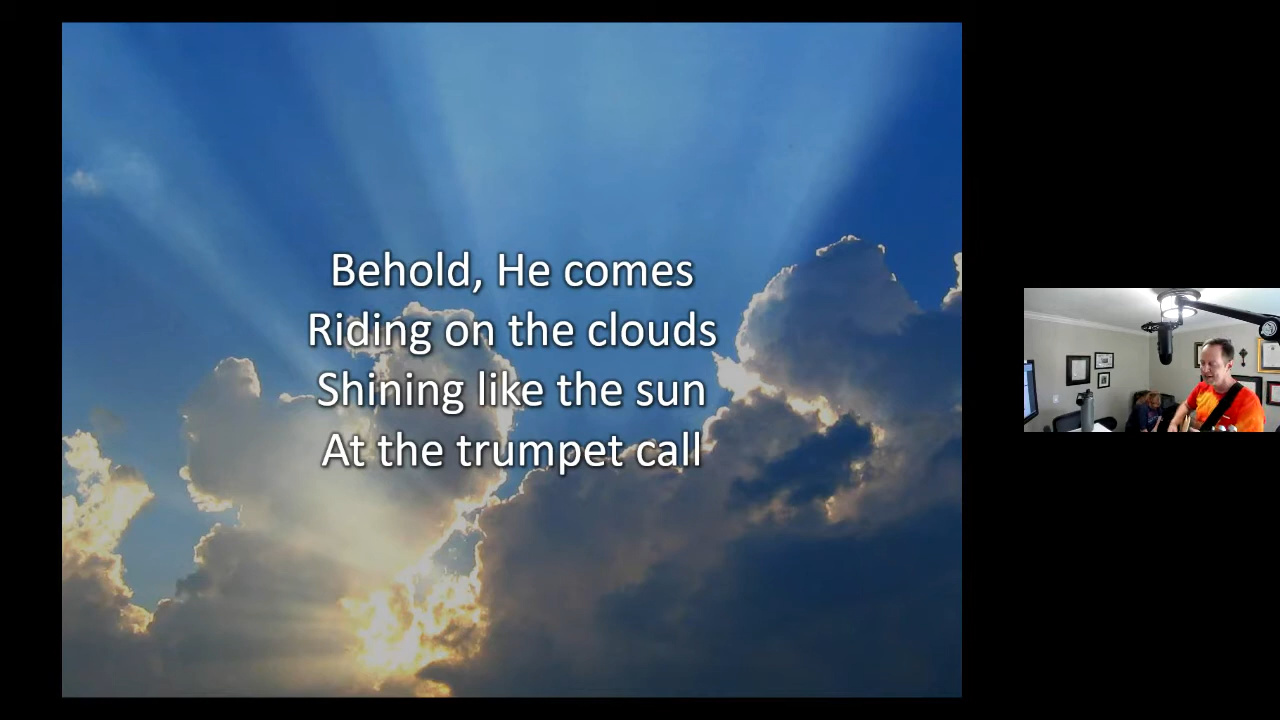 Behold, He comes
Riding on the clouds
Shining like the sun
At the trumpet call